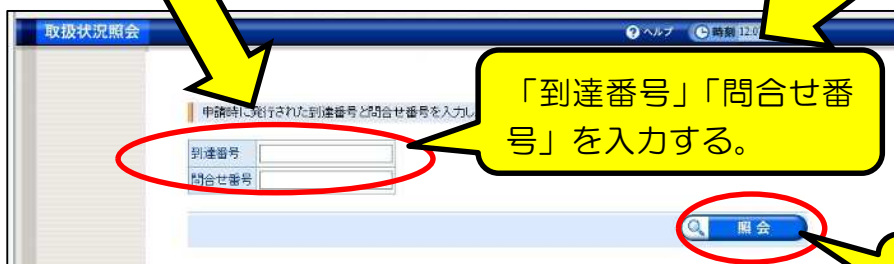 取扱状況照会
ヘルプ
時刻 12:0
申請時に発行された到達番号と問合せ番号を入力し
「到達番号」「問合せ番
号」を入力する。
到達番号
問合せ番号
照会